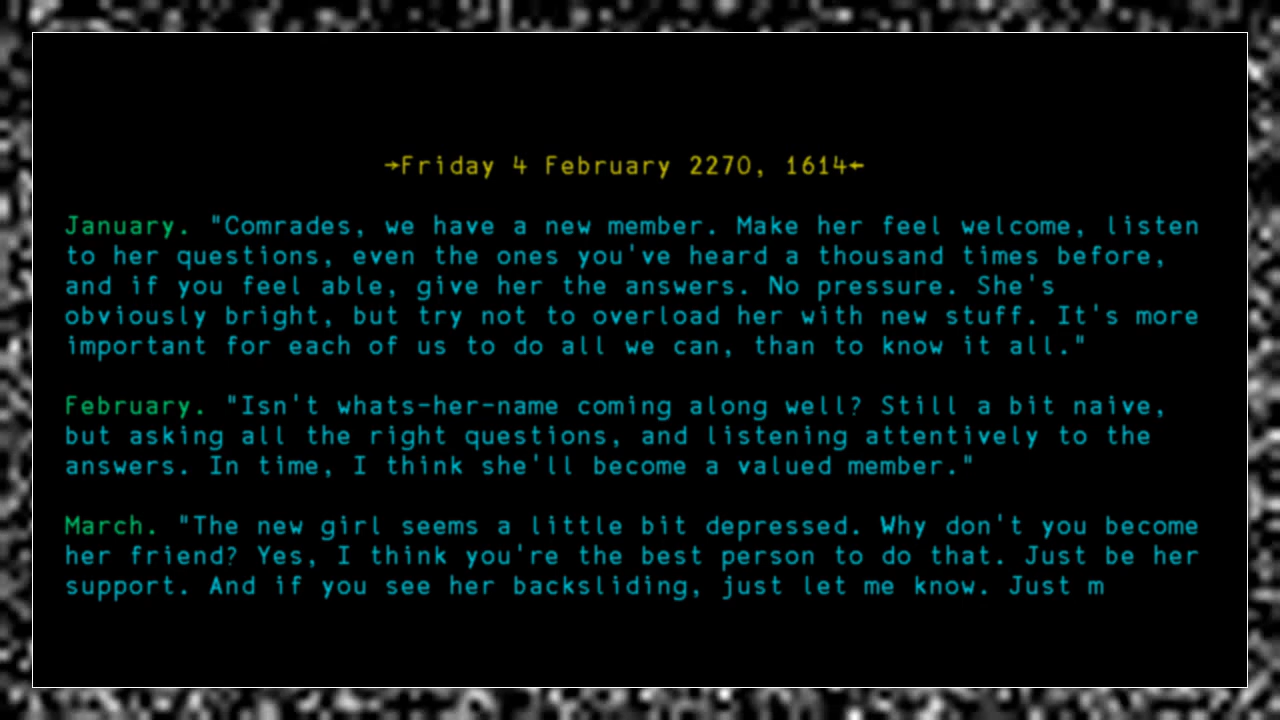 →Friday 4 February 2270, 1614←
January. "Comrades, we have a new member. Make her feel welcome, listen
to her questions, even the ones you've heard a thousand times before,
and if you feel able, give her the answers. No pressure. She's
obviously bright, but try not to overload her with new stuff. It's more
important for each of us to do all we can, than to know it all."
February. "Isn't whats-her-name coming along well? Still a bit naive,
but asking all the right questions, and listening attentively to the
answers. In time, I think she'll become a valued member."
March. "The new girl seems a little bit depressed. Why don't you become
her friend? Yes, I think you're the best person to do that. Just be her
support. And if you see her backsliding, just let me know. Just m